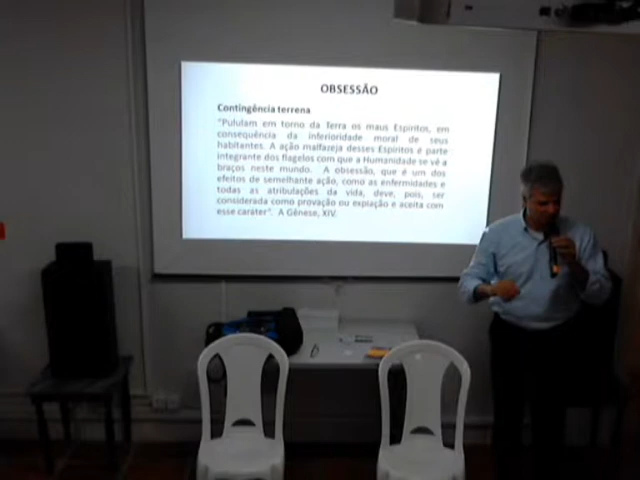 OBSESSÃO
Contingência terrena
"Pululam em torno da Terra os maus Espíritos, em
consequência da inferioridade moral de seus
habitantes. A ação malfazeja desses Espíritos é parte
integrante dos flagelos com que a Humanidade se vê a
braços neste mundo. A obsessão, que é um dos
efeitos de semelhante ação, como as enfermidades e
todas as atribulações da vida, deve, pois, ser
considerada como provação ou expiação e aceita com
esse caráter". A Gênese, XIV.